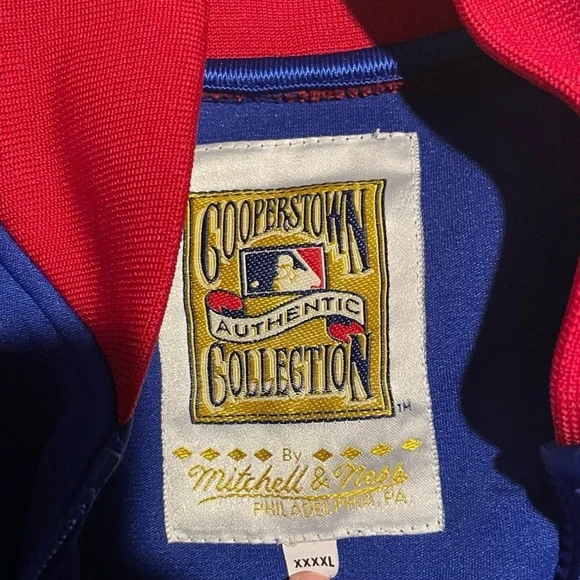 COOPERSTOWN
AUTHENTIC
COLLECTION
TM
By
Mitchell & Ness
PHILADELPHIA, PA
XXXXL